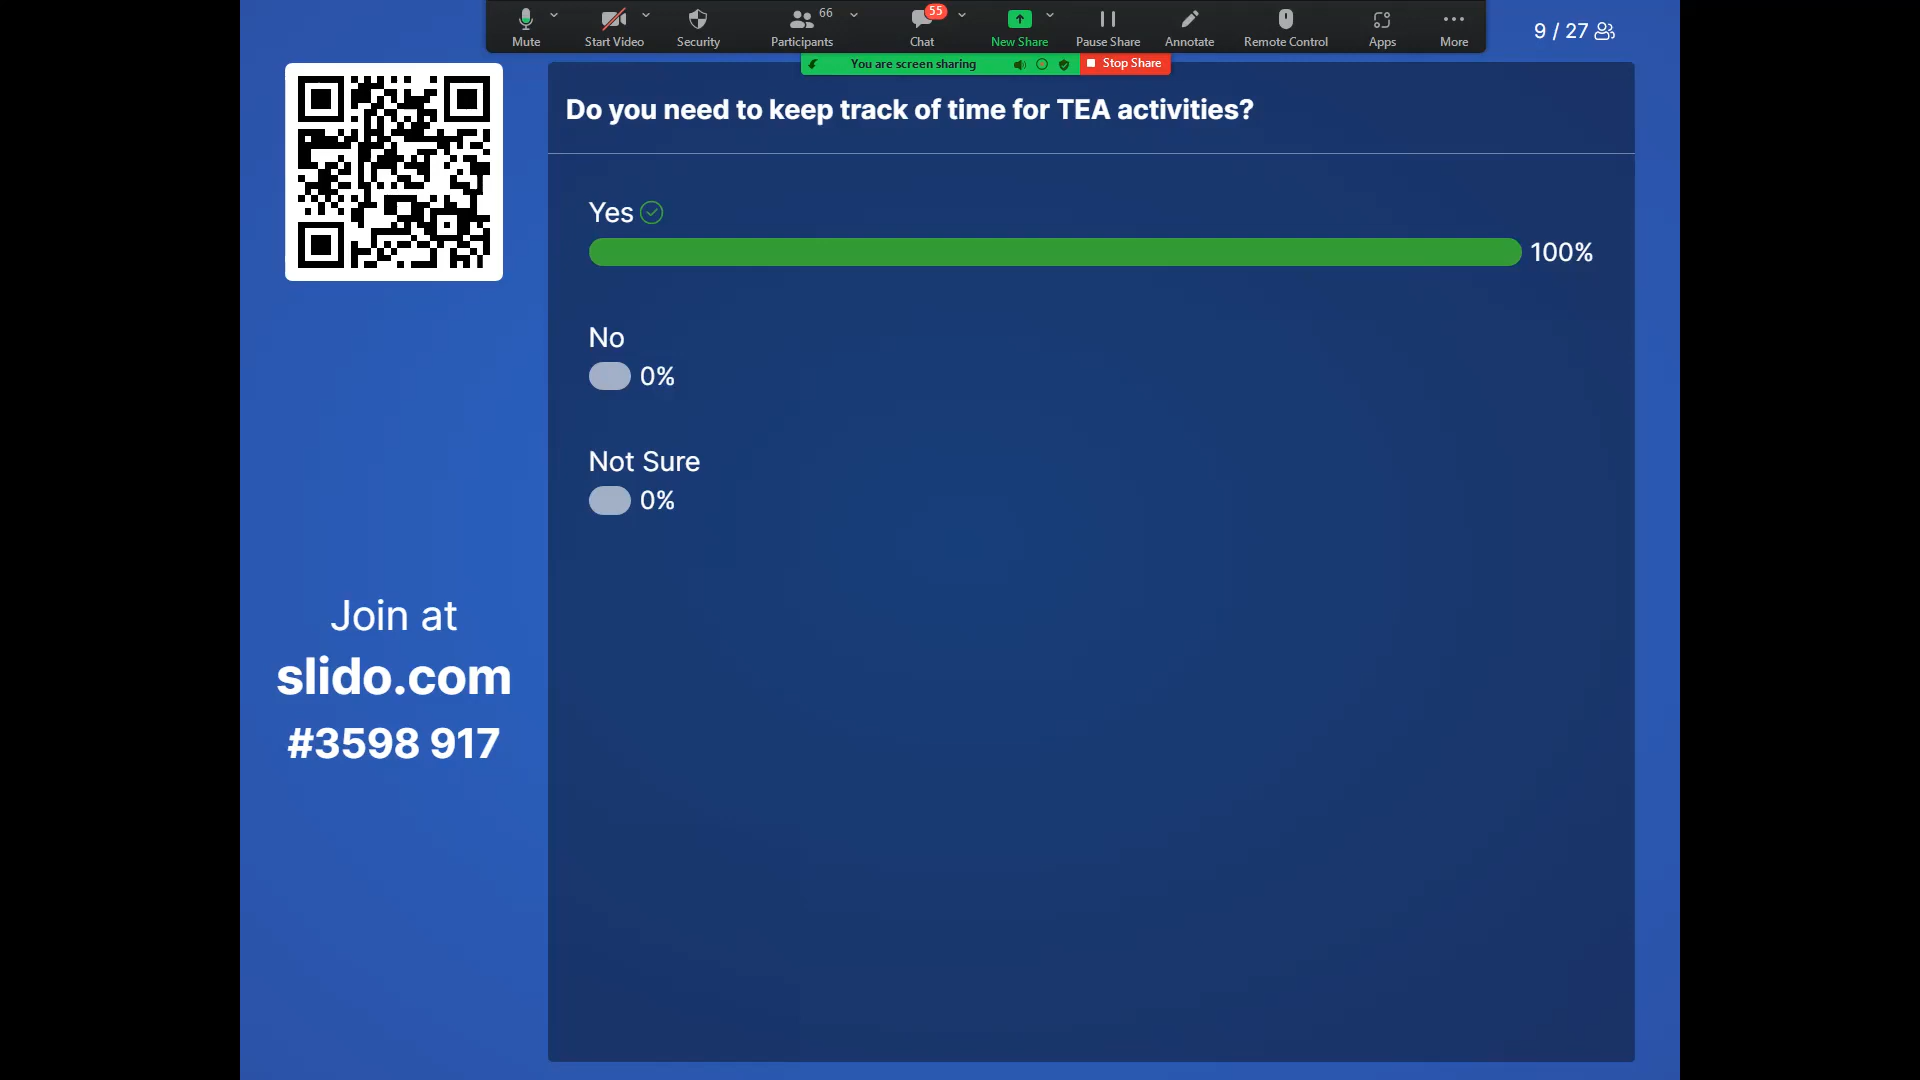 Mute
Start Video
Security
66
Participants
55
Chat
New Share
Pause Share
Annotate
Remote Control
Apps
More
9 / 27
You are screen sharing
Stop Share
Do you need to keep track of time for TEA activities?
Yes
100%
No
0%
Not Sure
0%
Join at
slido.com
#3598 917